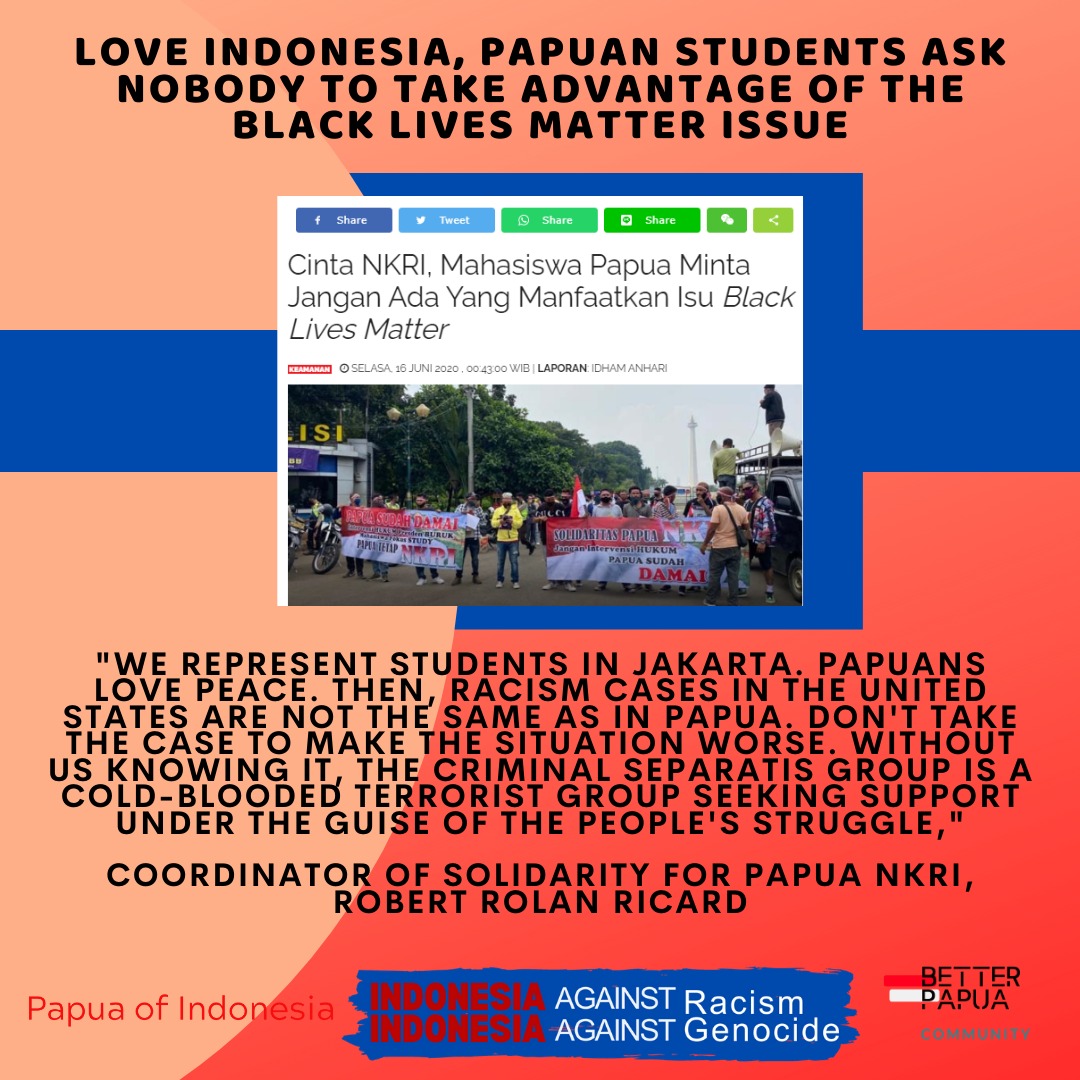 LOVE INDONESIA, PAPUAN STUDENTS ASK
NOBODY TO TAKE ADVANTAGE OF THE
BLACK LIVES MATTER ISSUE
Share
Tweet
Share
Share
Cinta NKRI, Mahasiswa Papua Minta
Jangan Ada Yang Manfaatkan Isu Black
Lives Matter
KEAMANAN SELASA, 16 JUNI 2020 , 00:43:00 WIB | LAPORAN: IDHAM ANHARI
ISI
PAPUA SUDAH DAMAI
BURUK
Mahasiswa Fokus STUDY
PAPUA TETAP NKRI
SOLIDARITAS PAPUA NK
Jangan Intervensi HUKUM
PAPUA SUDAH
DAMAI
"WE REPRESENT STUDENTS IN JAKARTA. PAPUANS
LOVE PEACE. THEN, RACISM CASES IN THE UNITED
STATES ARE NOT THE SAME AS IN PAPUA. DON'T TAKE
THE CASE TO MAKE THE SITUATION WORSE. WITHOUT
US KNOWING IT, THE CRIMINAL SEPARATIS GROUP IS A
COLD-BLOODED TERRORIST GROUP SEEKING SUPPORT
UNDER THE GUISE OF THE PEOPLE'S STRUGGLE,"
COORDINATOR OF SOLIDARITY FOR PAPUA NKRI,
ROBERT ROLAN RICARD
Papua of Indonesia
INDONESIA AGAINST Racism
INDONESIA AGAINST Genocide
BETTER
PAPUA
COMMUNITY